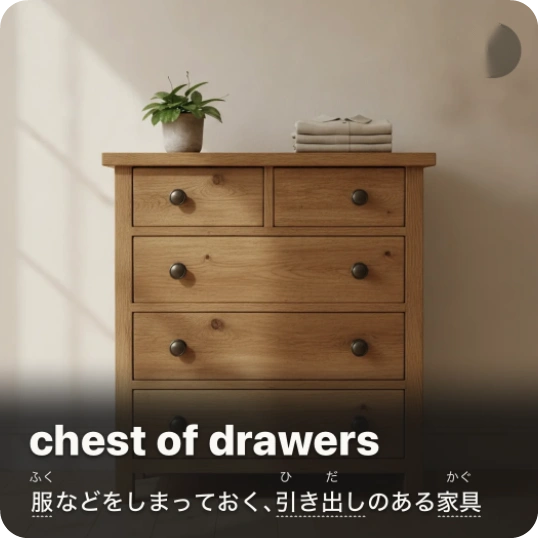 chest of drawers
ふく ひ だ かぐ
服などをしまっておく、引き出しのある家具